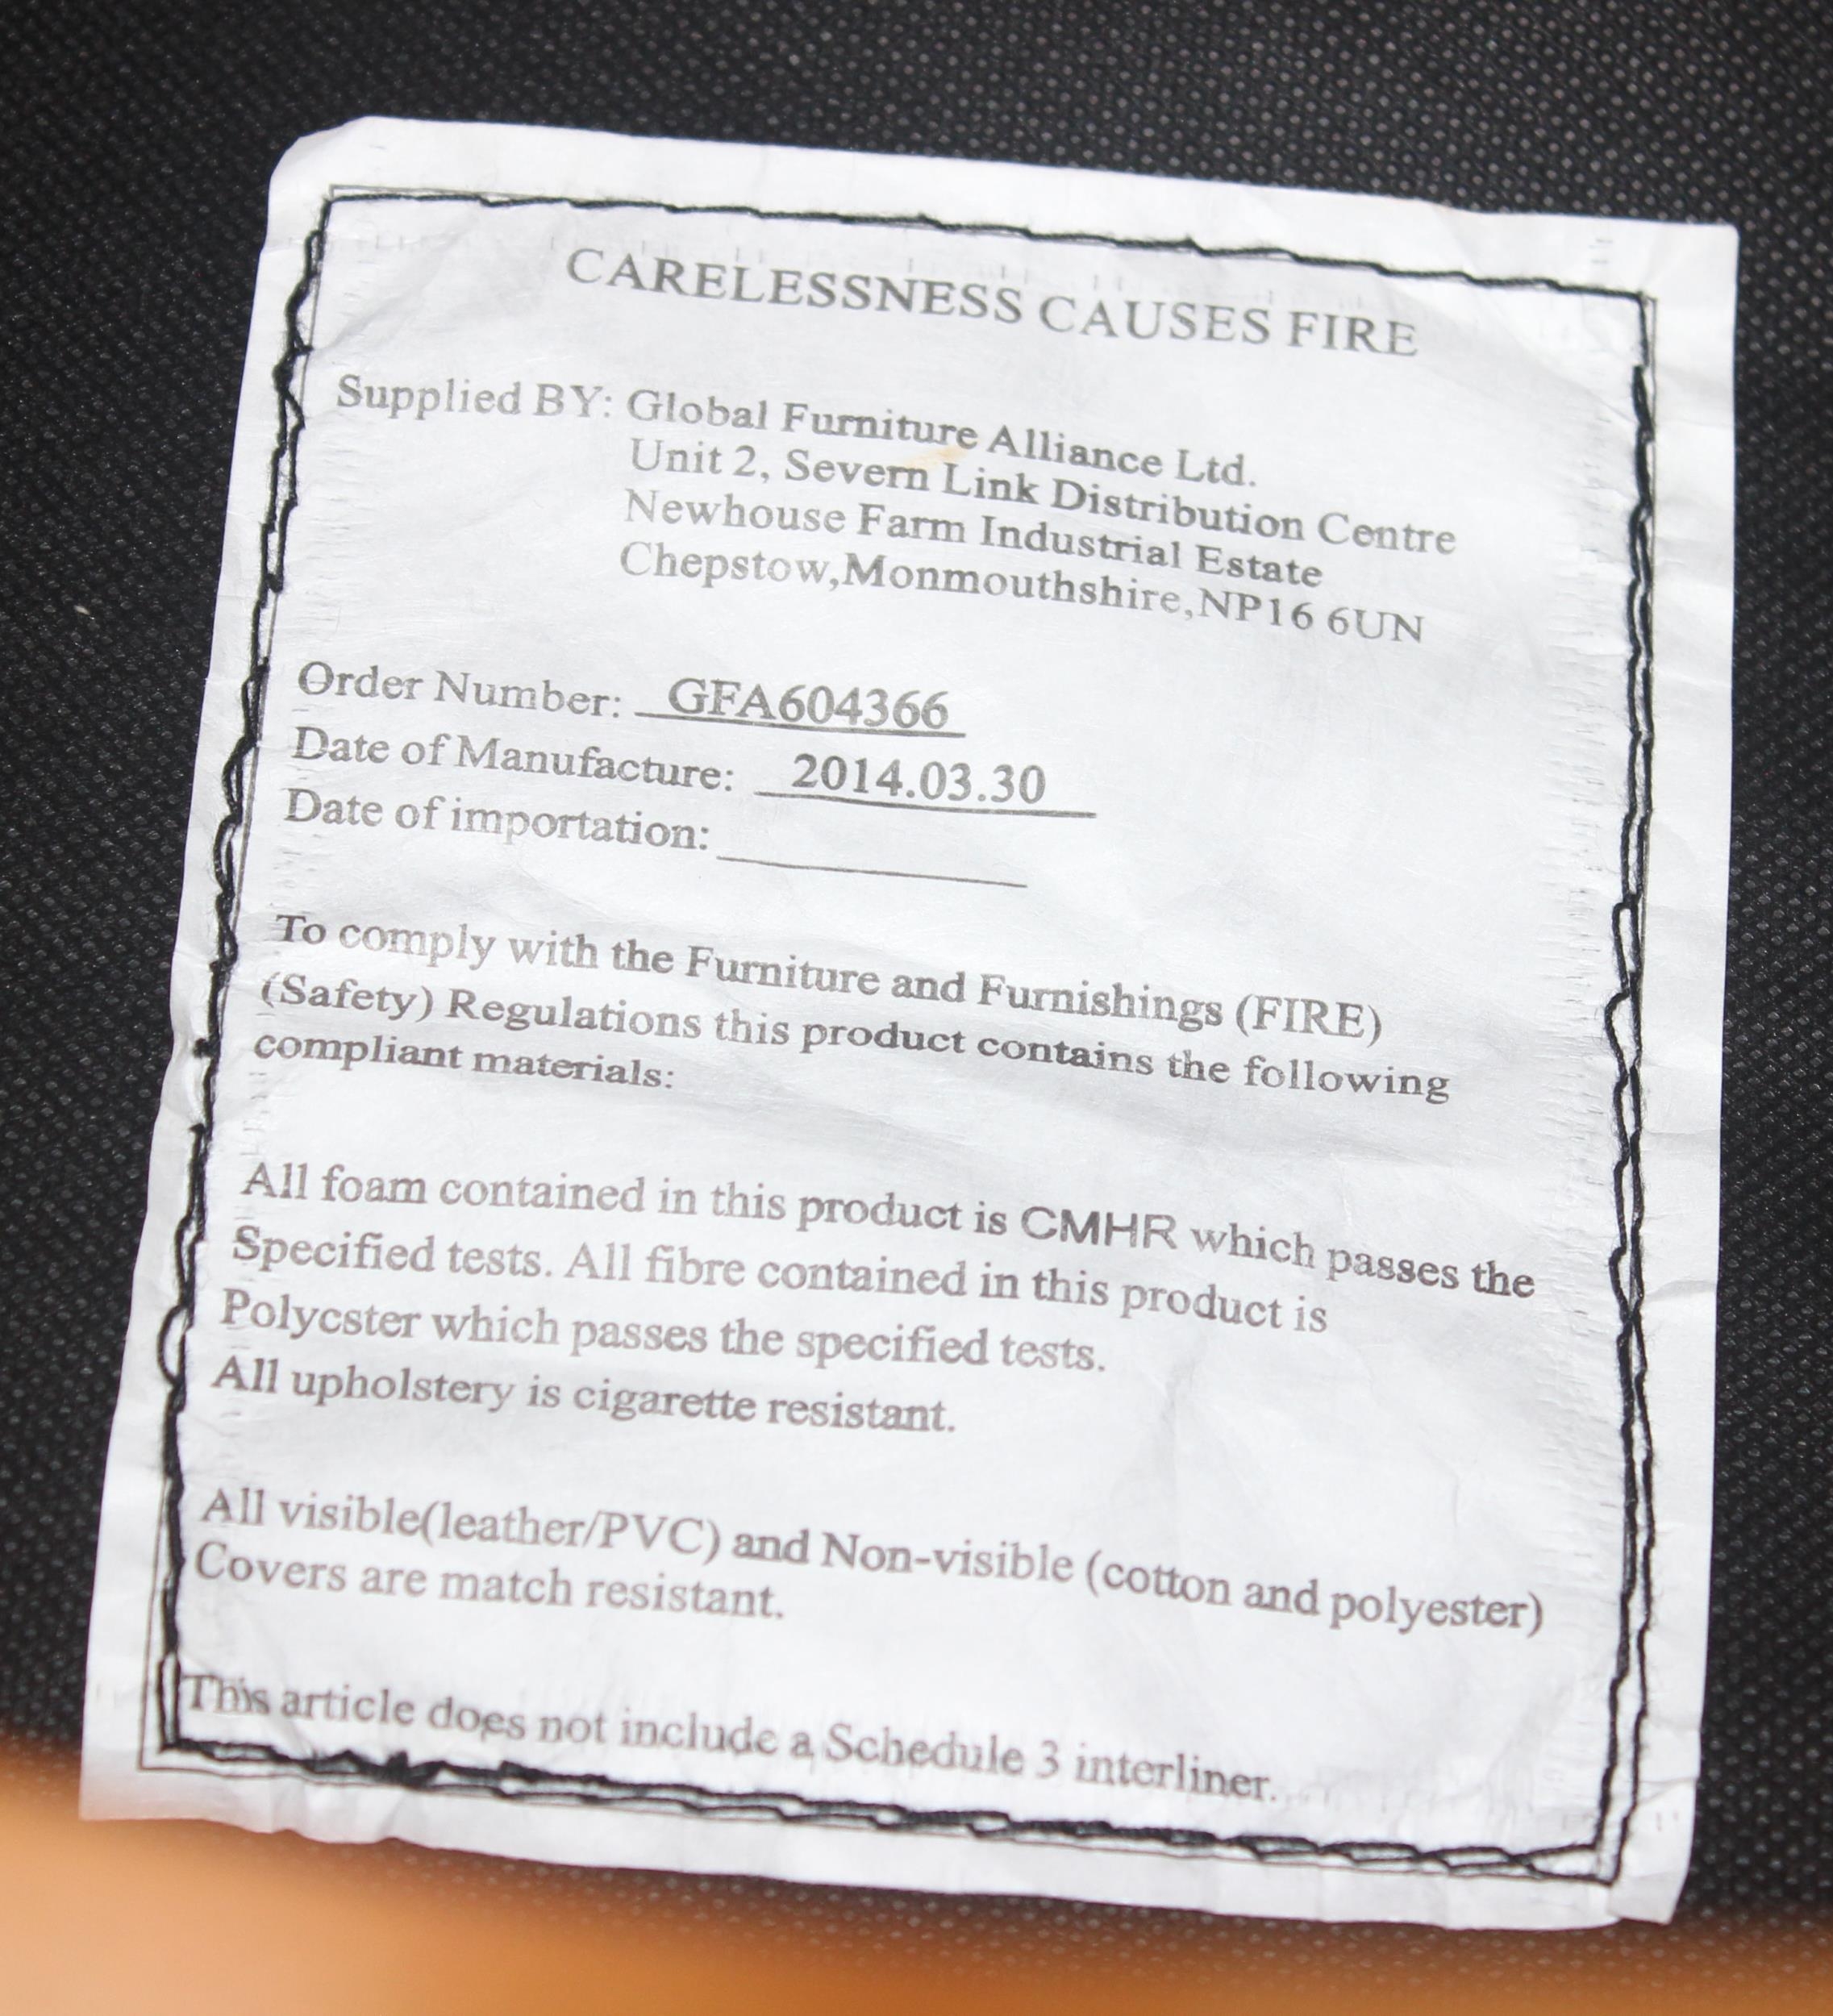 CARELESSNESS CAUSES FIRE
Supplied BY: Global Furniture Alliance Ltd.
Unit 2, Severn Link Distribution Centre
Newhouse Farm Industrial Estate
Chepstow,Monmouthshire,NP16 6UN
Order Number: GFA604366
Date of Manufacture: 2014.03.30
Date of importation:
To comply with the Furniture and Furnishings (FIRE)
(Safety) Regulations this product contains the following
compliant materials:
All foam contained in this product is CMHR which passes the
Specified tests. All fibre contained in this product is
Polycster which passes the specified tests.
All upholstery is cigarette resistant.
All visible(leather/PVC) and Non-visible (cotton and polyester)
Covers are match resistant.
This article does not include a Schedule 3 interliner.